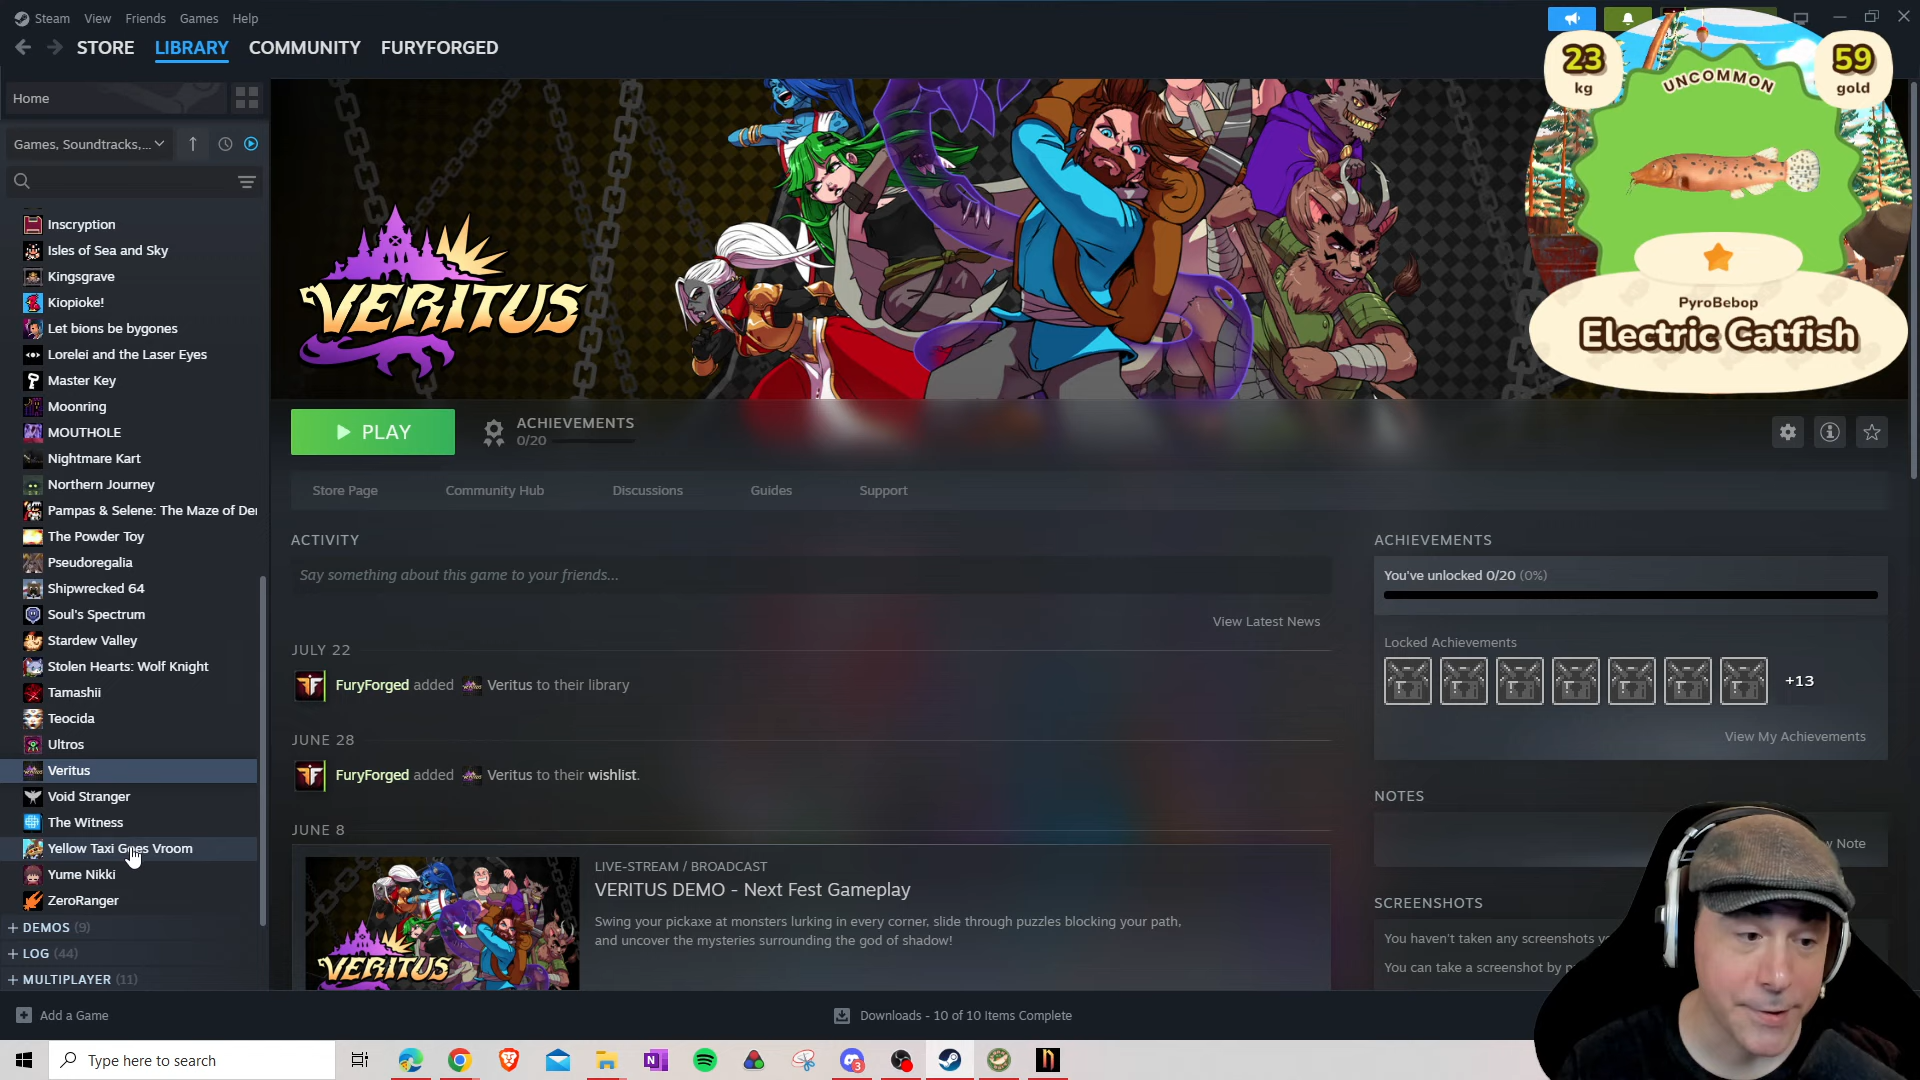 Steam View Friends Games Help
STORE LIBRARY COMMUNITY FURYFORGED
Home
Games, Soundtracks,...
Inscryption
Isles of Sea and Sky
Kingsgrave
Kiopioke!
Let bions be bygones
Lorelei and the Laser Eyes
Master Key
Moonring
MOUTHOLE
Nightmare Kart
Northern Journey
Pampas & Selene: The Maze of De
The Powder Toy
Pseudoregalia
Shipwrecked 64
Soul's Spectrum
Stardew Valley
Stolen Hearts: Wolf Knight
Tamashii
Teocida
Ultros
Veritus
Void Stranger
The Witness
Yellow Taxi Goes Vroom
Yume Nikki
ZeroRanger
+ DEMOS (9)
+ LOG (44)
+ MULTIPLAYER (11)
Add a Game
VERITUS
PLAY
ACHIEVEMENTS
0/20
Store Page Community Hub Discussions Guides Support
ACTIVITY
Say something about this game to your friends...
View Latest News
JULY 22
FuryForged added Veritus to their library
JUNE 28
FuryForged added Veritus to their wishlist.
JUNE 8
VERITUS
LIVE-STREAM / BROADCAST
VERITUS DEMO - Next Fest Gameplay
Swing your pickaxe at monsters lurking in every corner, slide through puzzles blocking your path,
and uncover the mysteries surrounding the god of shadow!
ACHIEVEMENTS
You've unlocked 0/20 (0%)
Locked Achievements
+13
View My Achievements
NOTES
Note
SCREENSHOTS
You haven't taken any screenshots
You can take a screenshot by
Downloads - 10 of 10 Items Complete
23
kg
UNCOMMON
59
gold
PyroBebop
Electric Catfish
Type here to search
3